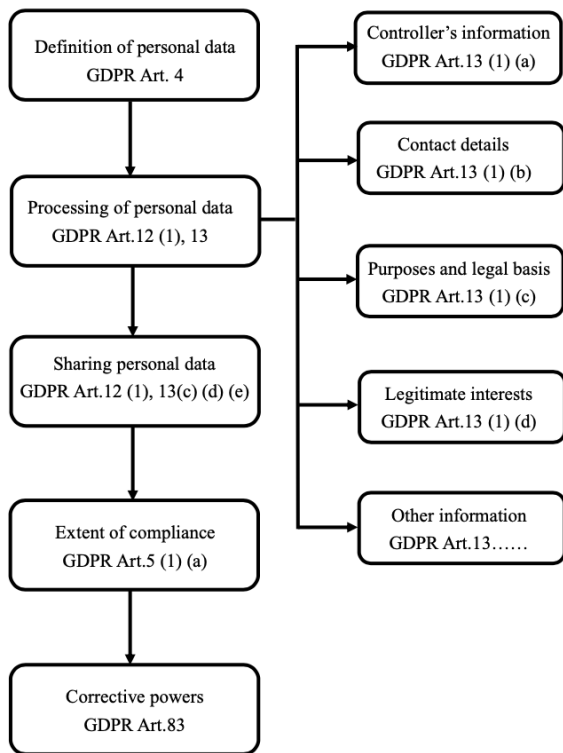 Definition of personal data
GDPR Art. 4
Processing of personal data
GDPR Art.12 (1), 13
Sharing personal data
GDPR Art.12 (1), 13(c) (d) (e)
Extent of compliance
GDPR Art.5 (1) (a)
Corrective powers
GDPR Art.83
Controller’s information
GDPR Art.13 (1) (a)
Contact details
GDPR Art.13 (1) (b)
Purposes and legal basis
GDPR Art.13 (1) (c)
Legitimate interests
GDPR Art.13 (1) (d)
Other information
GDPR Art.13……